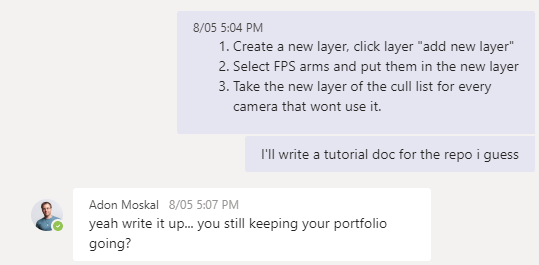 8/05 5:04 PM
1. Create a new layer, click layer "add new layer"
2. Select FPS arms and put them in the new layer
3. Take the new layer of the cull list for every
camera that wont use it.
I'll write a tutorial doc for the repo i guess
Adon Moskal 8/05 5:07 PM
yeah write it up... you still keeping your portfolio
going?